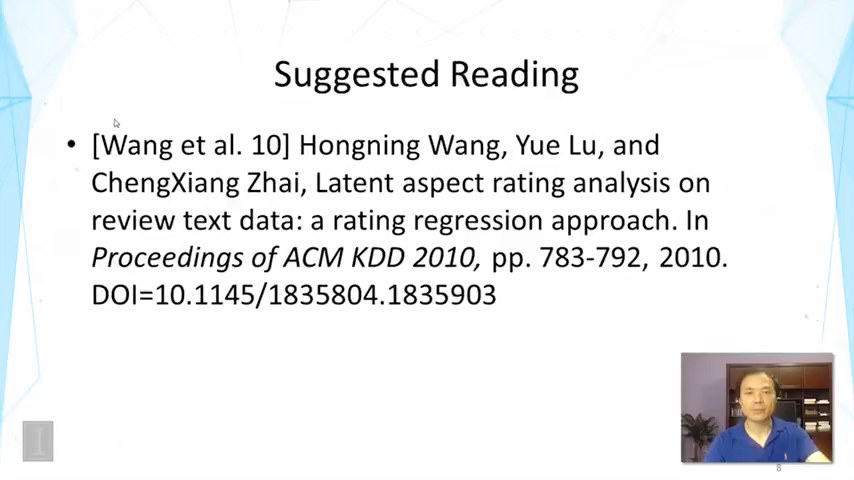 Suggested Reading
• [Wang et al. 10] Hongning Wang, Yue Lu, and
ChengXiang Zhai, Latent aspect rating analysis on
review text data: a rating regression approach. In
Proceedings of ACM KDD 2010, pp. 783-792, 2010.
DOI=10.1145/1835804.1835903
8